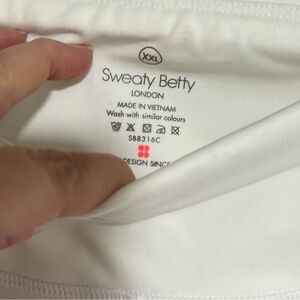 XXL
Sweaty Betty
LONDON
MADE IN VIETNAM
Wash with similar colours
SB8316C
DESIGN SINCE